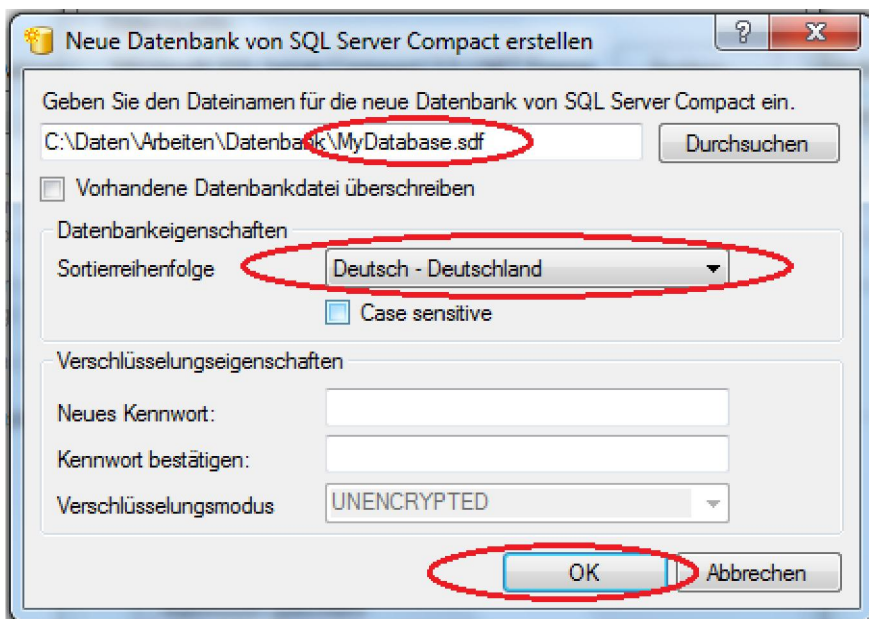 Neue Datenbank von SQL Server Compact erstellen
Geben Sie den Dateinamen für die neue Datenbank von SQL Server Compact ein.
C:\Daten\Arbeiten\Datenbank\MyDatabase.sdf
Durchsuchen
Vorhandene Datenbankdatei überschreiben
Datenbankeigenschaften
Sortierreihenfolge
Deutsch - Deutschland
Case sensitive
Verschlüsselungseigenschaften
Neues Kennwort:
Kennwort bestätigen:
Verschlüsselungsmodus
UNENCRYPTED
OK
Abbrechen